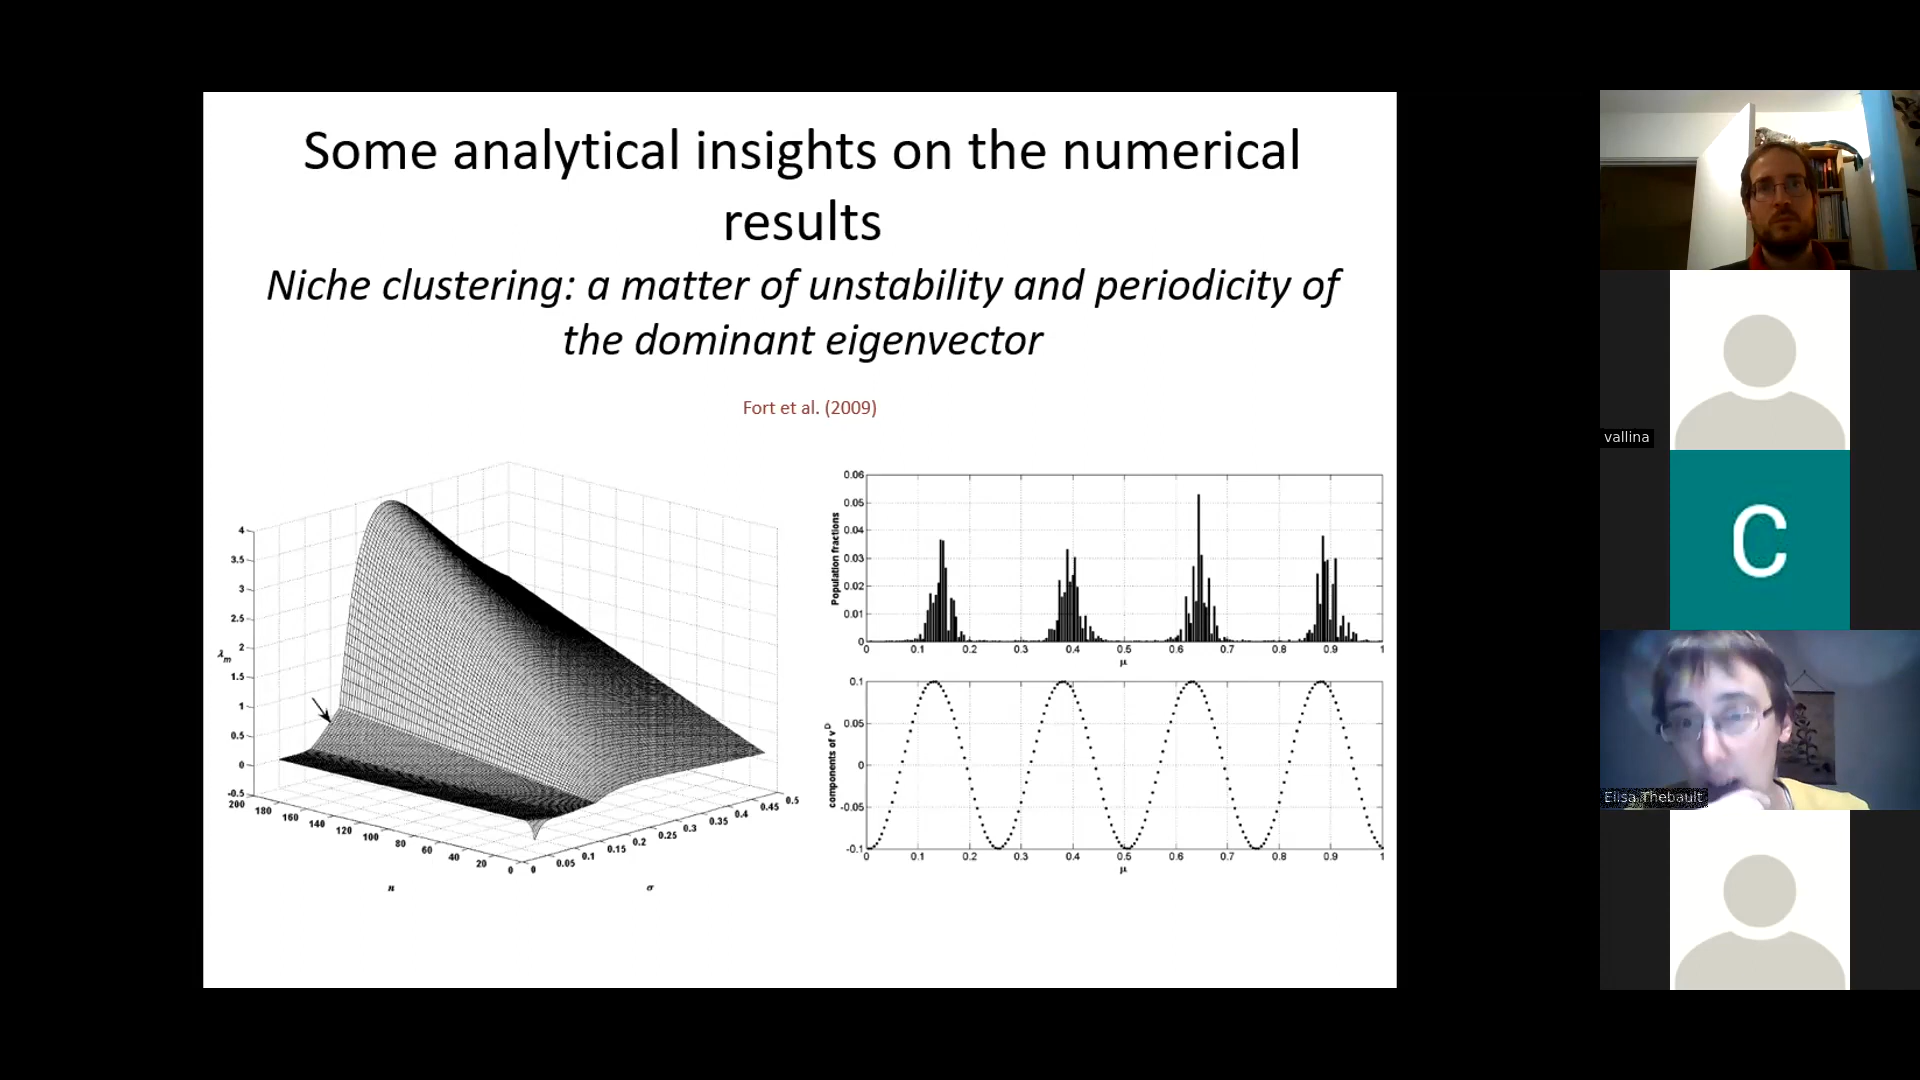 Some analytical insights on the numerical
results
Niche clustering: a matter of unstability and periodicity of
the dominant eigenvector
Fort et al. (2009)
4
3.5
3
2.5
2
1.5
1
0.5
0
-0.5
λm
200
180
160
140
120
100
80
60
40
20
0
n
0
0.05
0.1
0.15
0.2
0.25
0.3
0.35
0.4
0.45
0.5
σ
Population fractions
0.06
0.05
0.04
0.03
0.02
0.01
0
0 0.1 0.2 0.3 0.4 0.5 0.6 0.7 0.8 0.9 1
μ
components of vD
0.1
0.05
0
-0.05
-0.1
0 0.1 0.2 0.3 0.4 0.5 0.6 0.7 0.8 0.9 1
μ
vallina
C
Elisa Thebault